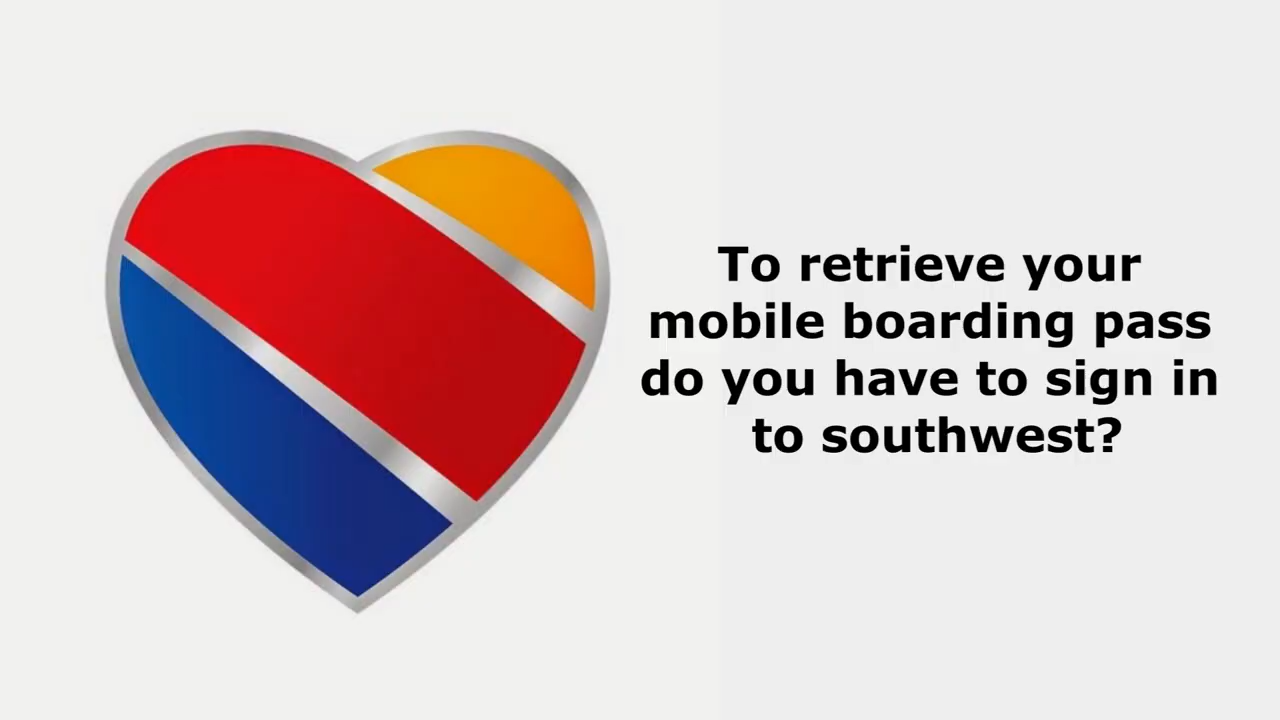 To retrieve your
mobile boarding pass
do you have to sign in
to southwest?